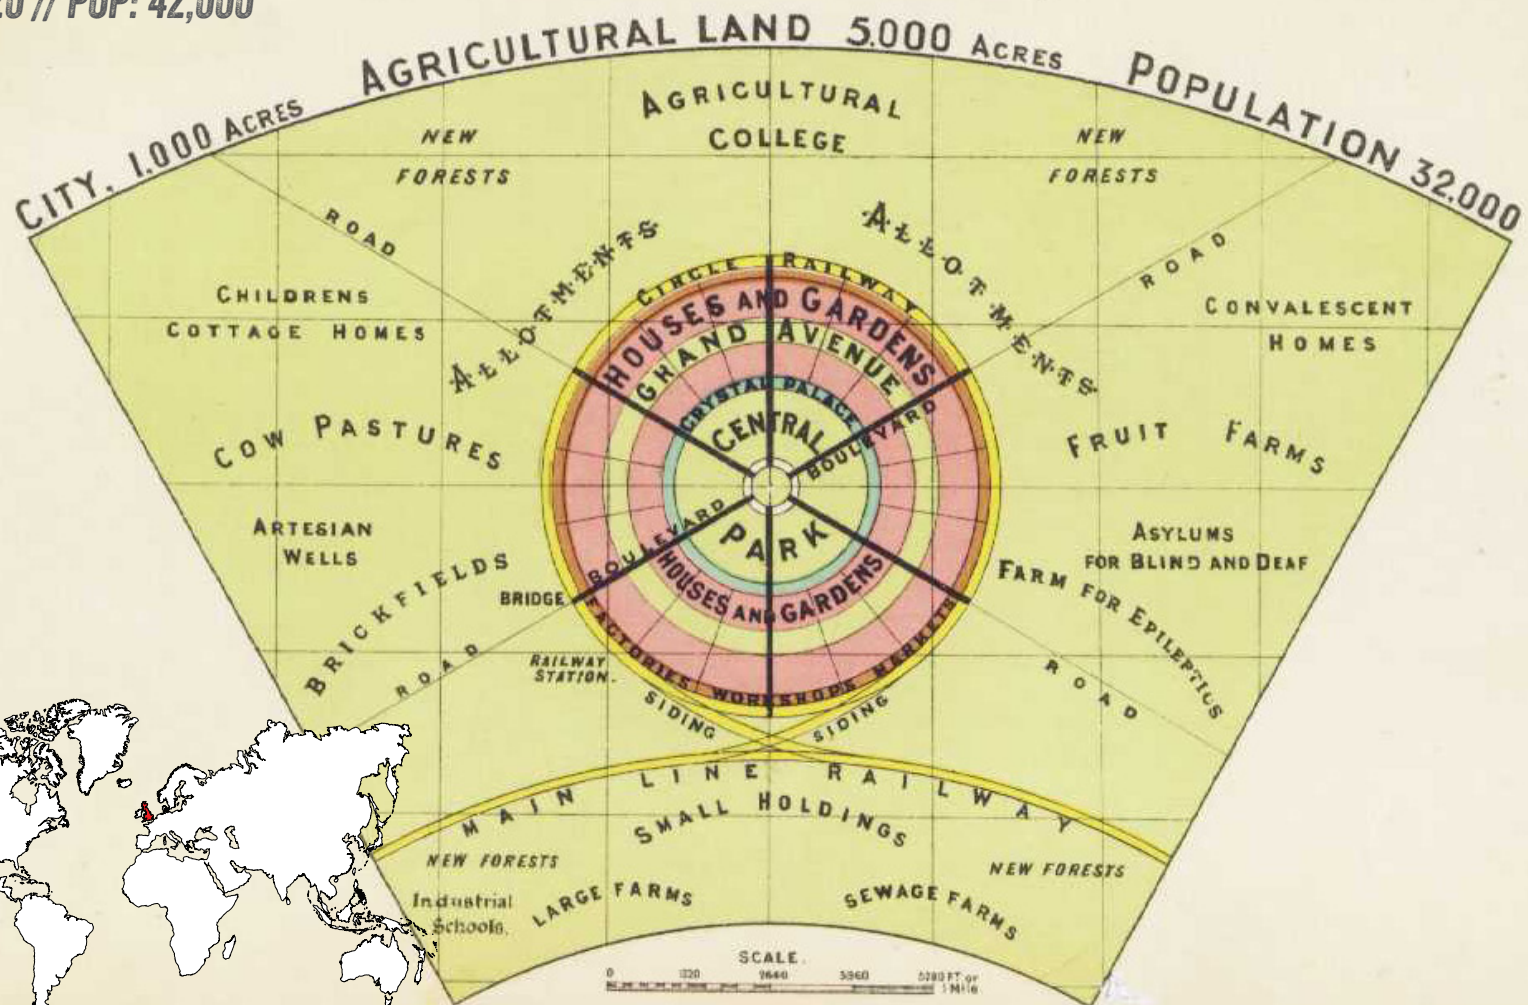 // POP: 42,000
CITY. 1.000 ACRES AGRICULTURAL LAND 5.000 ACRES POPULATION 32.000
AGRICULTURAL
COLLEGE
NEW
FORESTS
NEW
FORESTS
ROAD
ALLOTMENTS
ALLOTMENTS
ROAD
CIRCLE RAILWAY
CHILDRENS
COTTAGE HOMES
CONVALESCENT
HOMES
HOUSES AND GARDENS
GRAND AVENUE
CRYSTAL PALACE
CENTRAL
BOULEVARD
COW PASTURES
FRUIT FARMS
ARTESIAN
WELLS
ASYLUMS
FOR BLIND AND DEAF
BOULEVARD
PARK
HOUSES AND GARDENS
BRICKFIELDS
BRIDGE
FARM FOR EPILEPTICS
FACTORIES WORKSHOPS MARKETS
ROAD
RAILWAY
STATION.
ROAD
SIDING
SIDING
MAIN LINE RAILWAY
SMALL HOLDINGS
NEW FORESTS
NEW FORESTS
Industrial
Schools.
LARGE FARMS
SEWAGE FARMS
SCALE.
0 1320 2640 3960 5280 FT. or
1 Mile